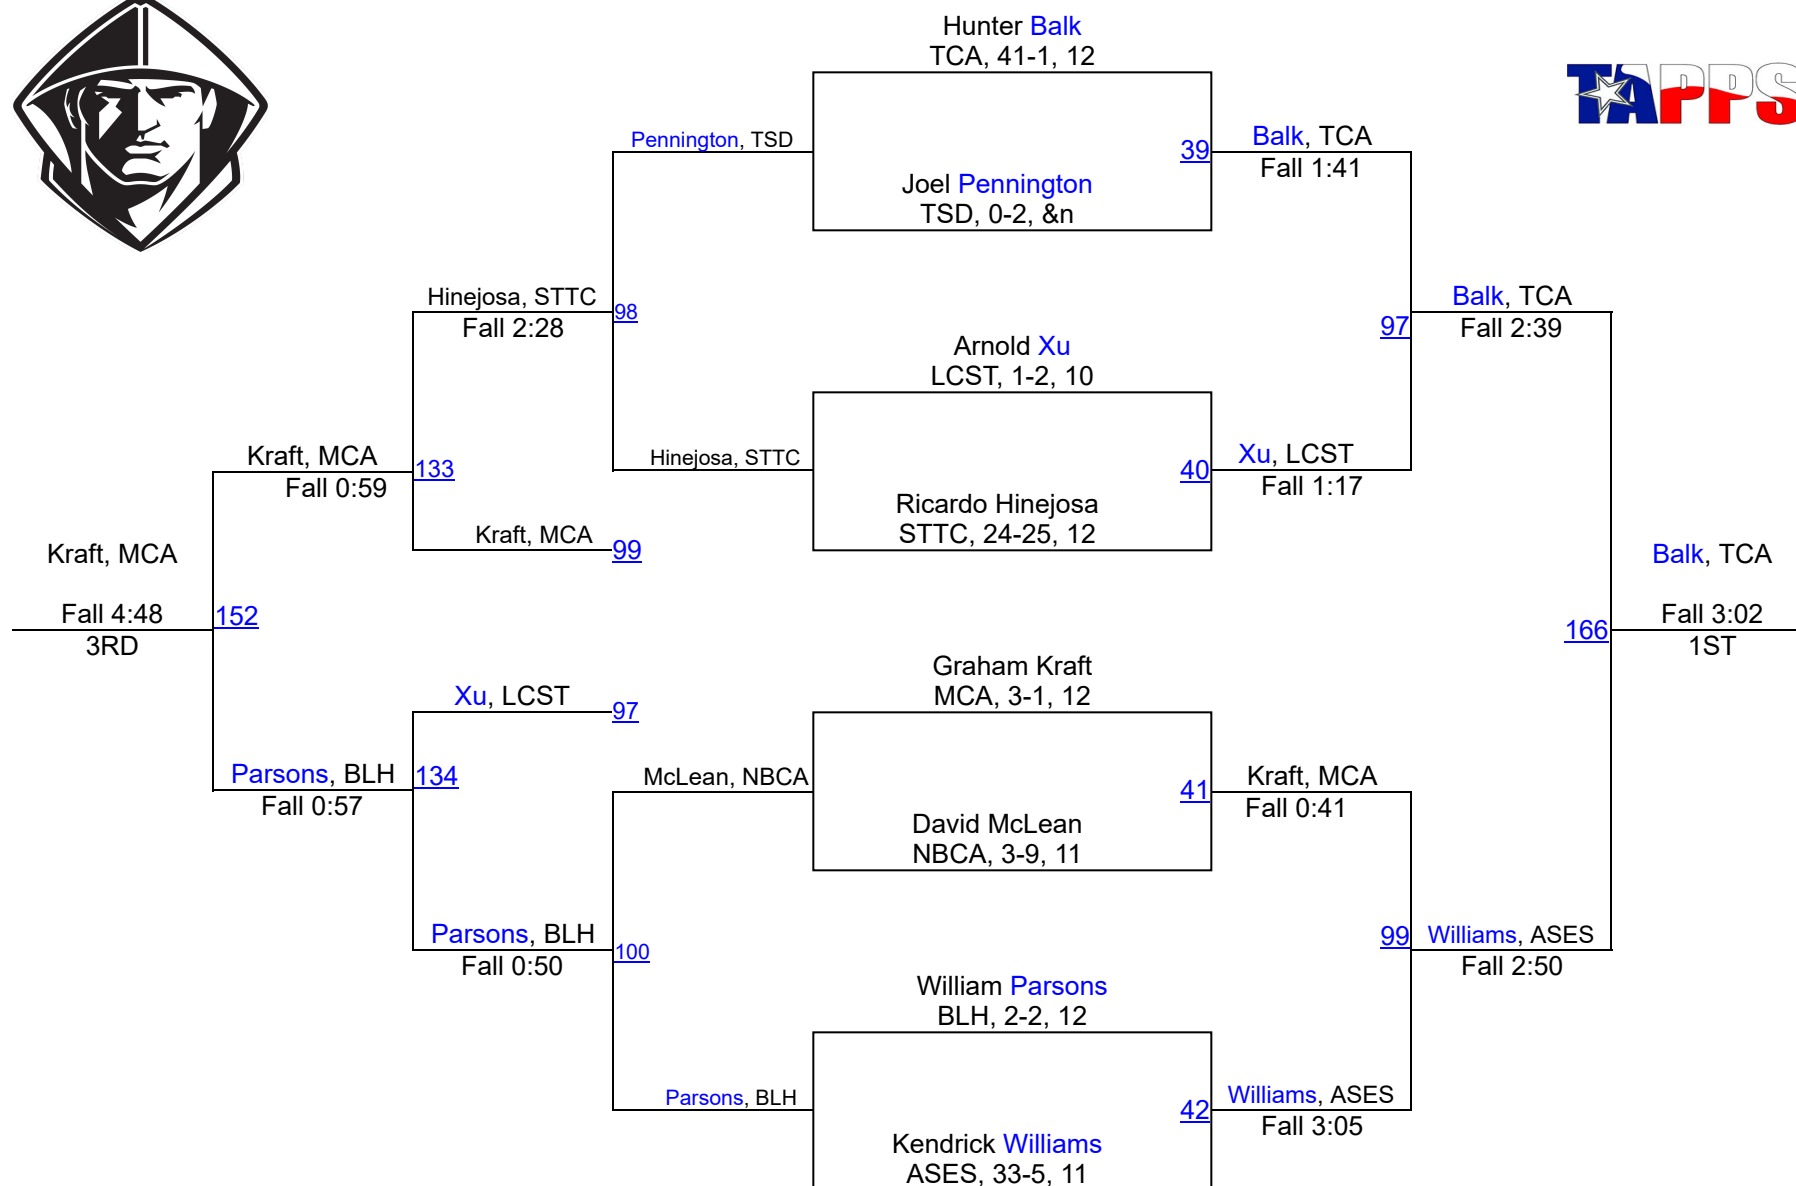 Hunter Balk
TCA, 41-1, 12
TAPPS
Pennington, TSD
39
Balk, TCA
Fall 1:41
Joel Pennington
TSD, 0-2, &n
Hinejosa, STTC
Fall 2:28
98
Balk, TCA
Fall 2:39
97
Arnold Xu
LCST, 1-2, 10
Kraft, MCA
Fall 0:59
133
Hinejosa, STTC
40
Xu, LCST
Fall 1:17
Ricardo Hinejosa
STTC, 24-25, 12
Kraft, MCA
99
Kraft, MCA
Fall 4:48
3RD
152
Balk, TCA
Fall 3:02
1ST
166
Graham Kraft
MCA, 3-1, 12
Xu, LCST
97
Parsons, BLH
Fall 0:57
134
McLean, NBCA
41
Kraft, MCA
Fall 0:41
David McLean
NBCA, 3-9, 11
Parsons, BLH
Fall 0:50
100
99
Williams, ASES
Fall 2:50
William Parsons
BLH, 2-2, 12
Parsons, BLH
42
Williams, ASES
Fall 3:05
Kendrick Williams
ASES, 33-5, 11